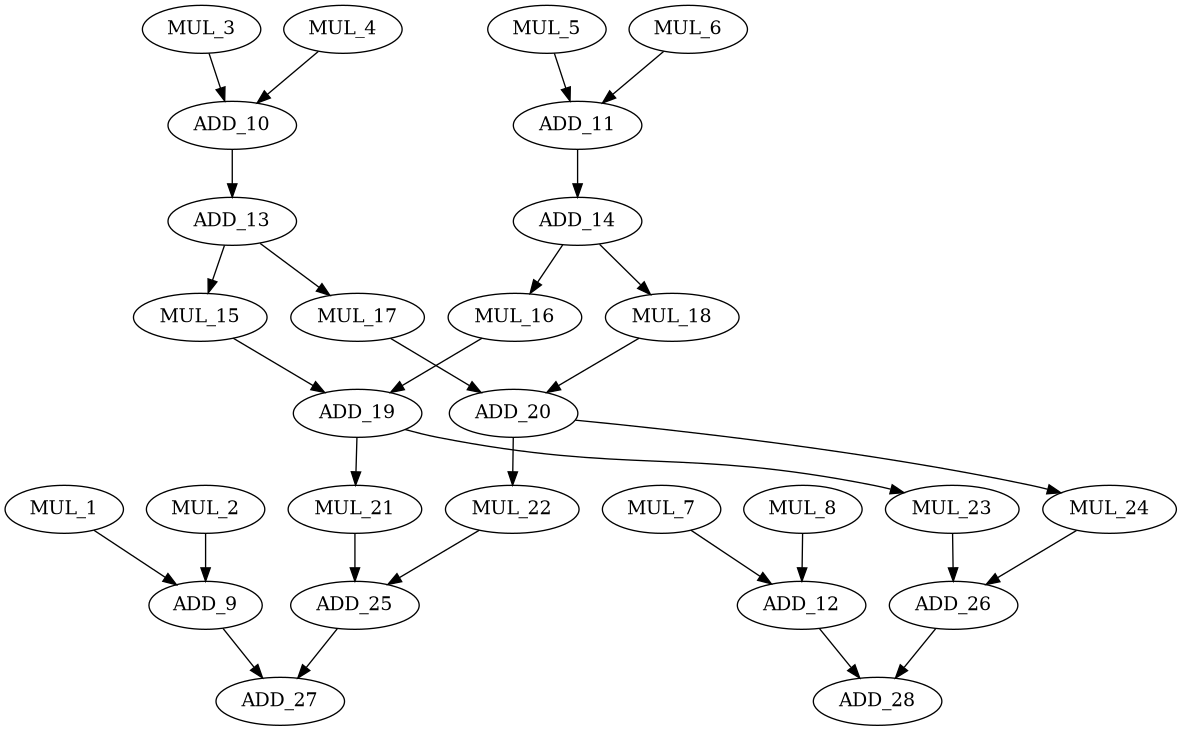 MUL_3 MUL_4 MUL_5 MUL_6
ADD_10 ADD_11
ADD_13 ADD_14
MUL_15 MUL_17 MUL_16 MUL_18
ADD_19 ADD_20
MUL_1 MUL_2 MUL_21 MUL_22 MUL_7 MUL_8 MUL_23 MUL_24
ADD_9 ADD_25 ADD_12 ADD_26
ADD_27 ADD_28